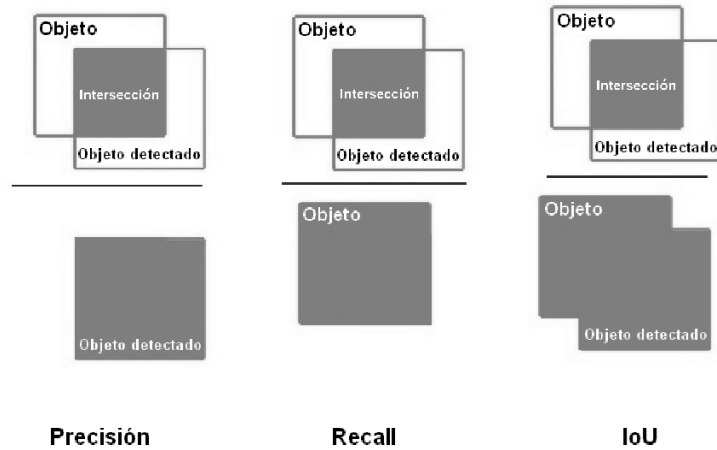 Objeto
Intersección
Objeto detectado
Objeto detectado
Precisión
Objeto
Intersección
Objeto detectado
Objeto
Recall
Objeto
Intersección
Objeto detectado
Objeto
Objeto detectado
IoU